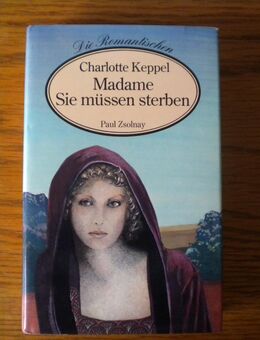 Die Romantischen
Charlotte Keppel
Madame
Sie müssen sterben
Paul Zsolnay